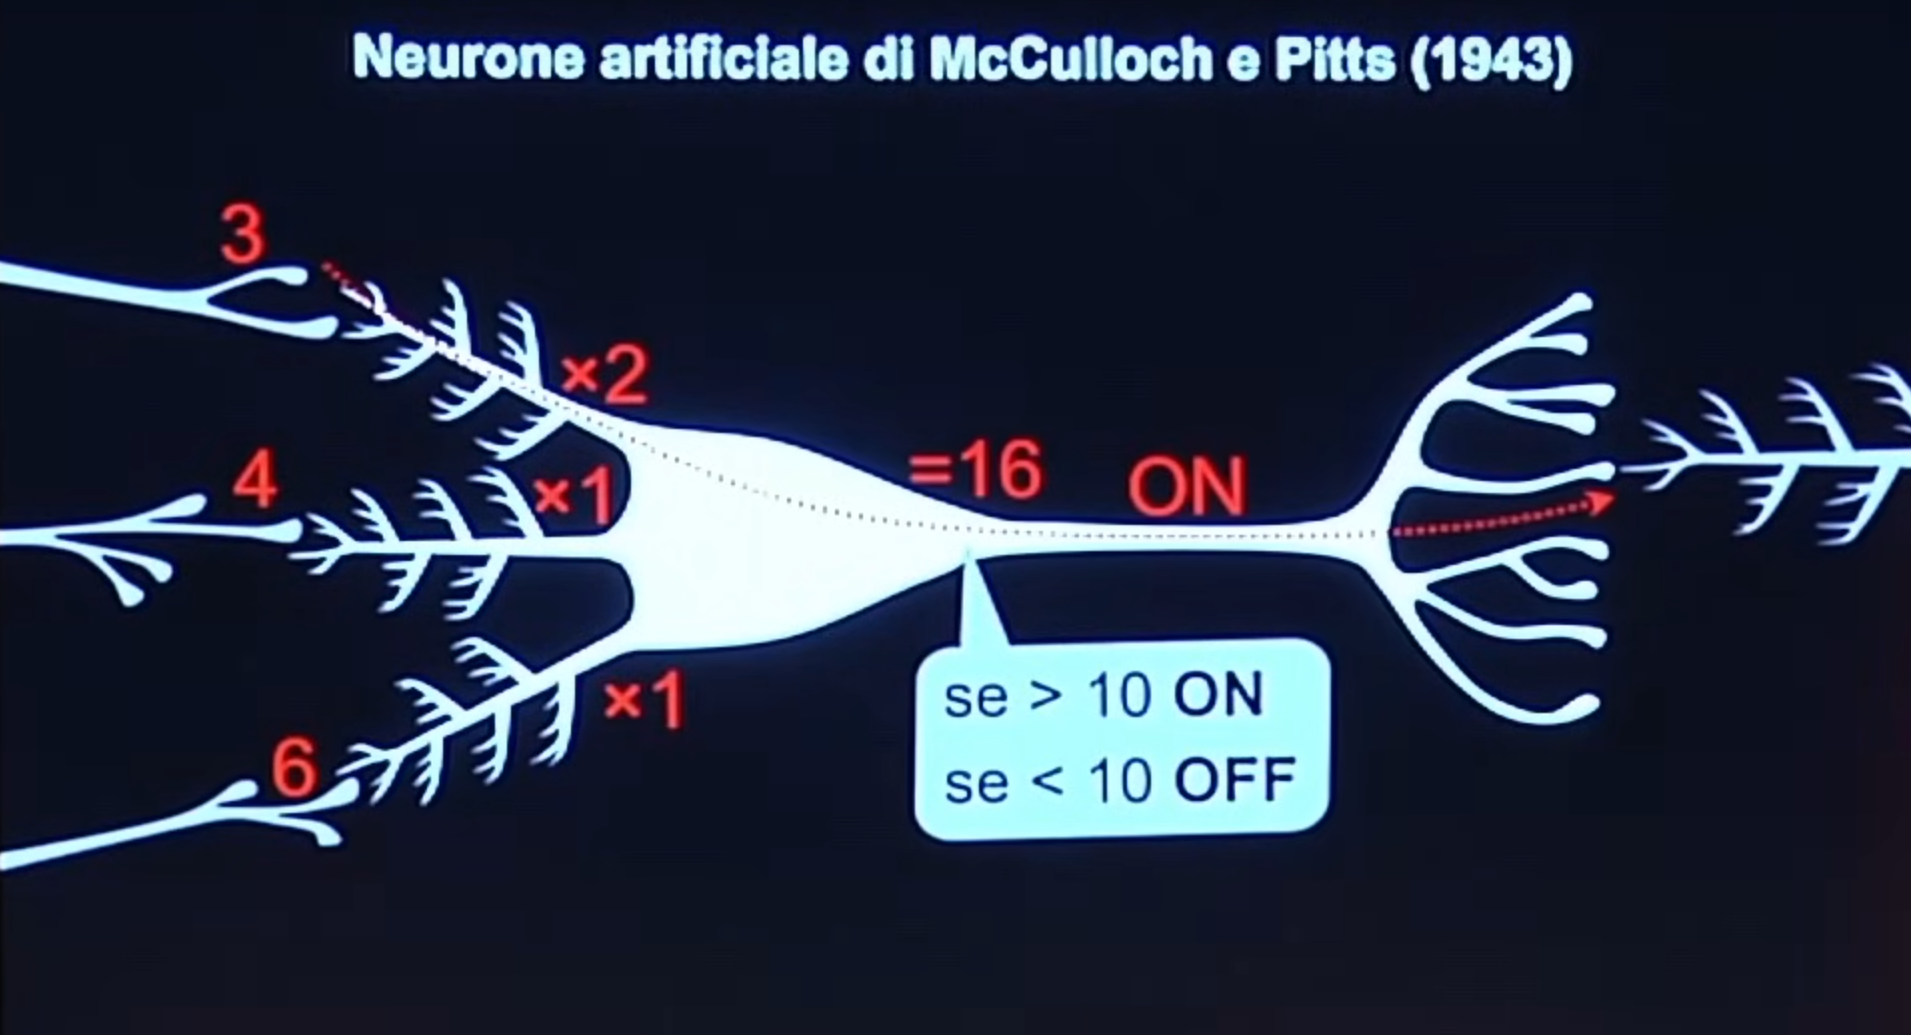 Neurone artificiale di McCulloch e Pitts (1943)
3
×2
4
×1
=16
ON
×1
6
se > 10 ON
se < 10 OFF